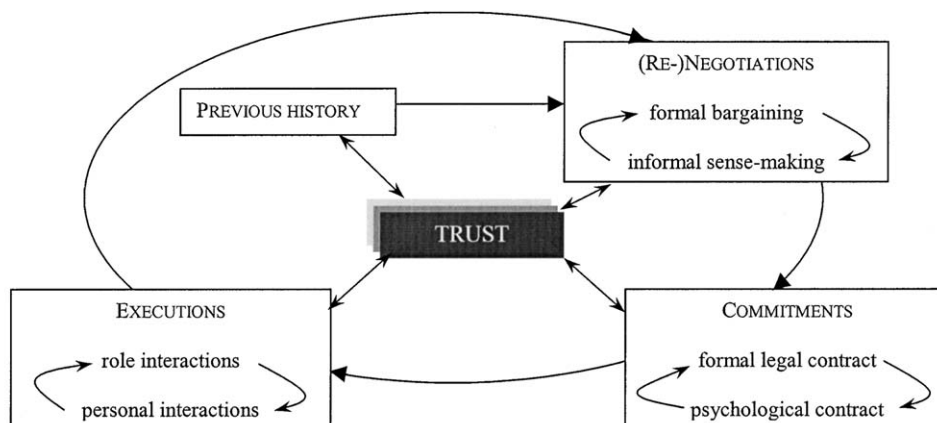 (RE-)NEGOTIATIONS
formal bargaining
informal sense-making
PREVIOUS HISTORY
TRUST
EXECUTIONS
role interactions
personal interactions
COMMITMENTS
formal legal contract
psychological contract